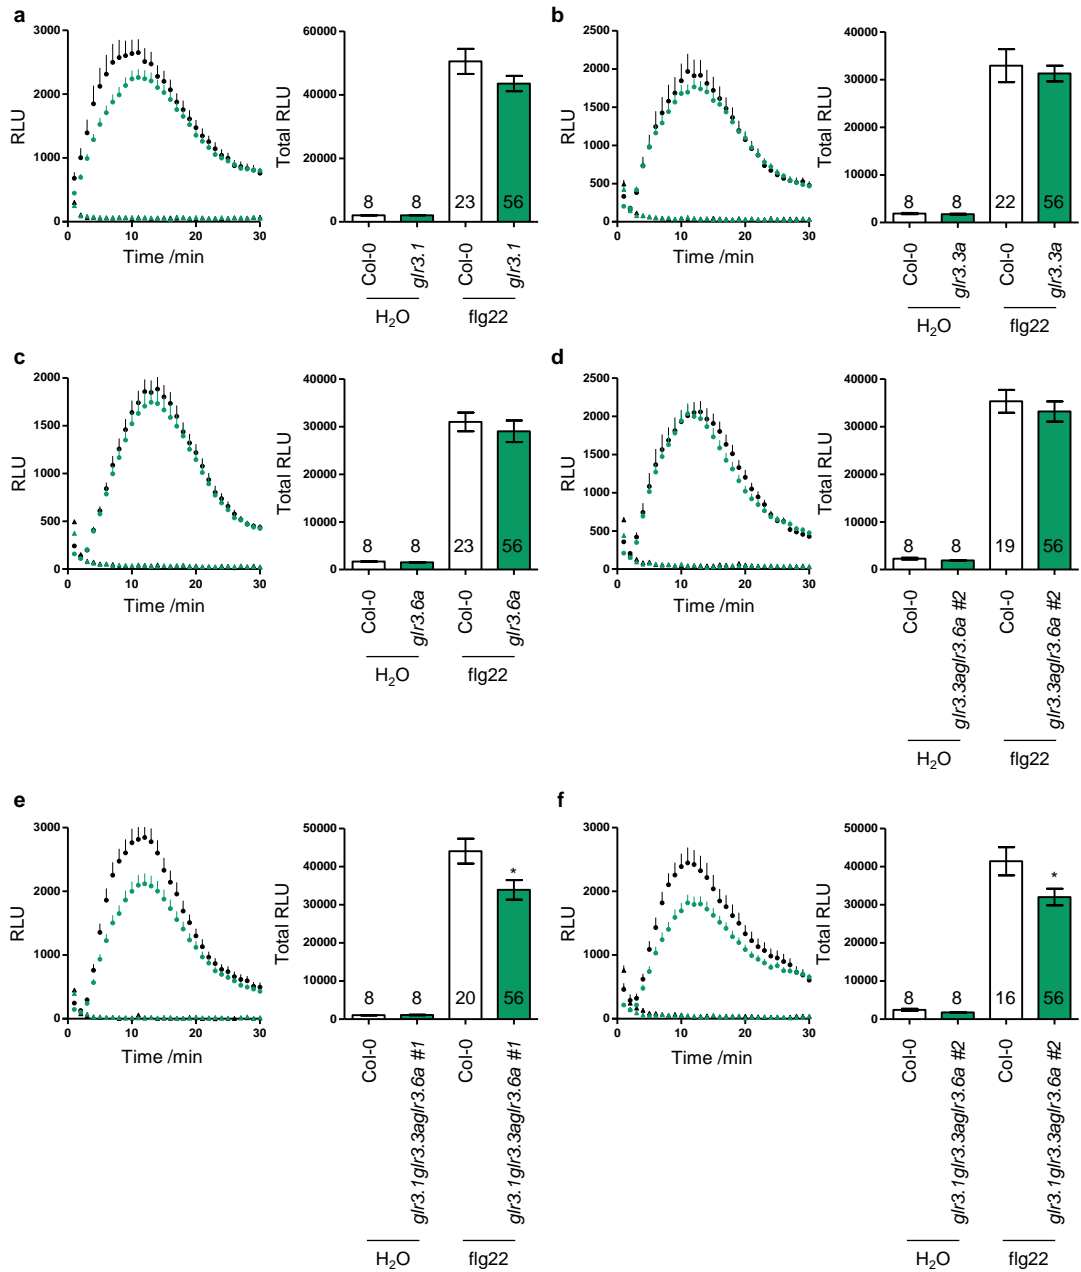 a
3000
2000
1000
0
0
10
20
30
RLU
Time /min
60000
40000
20000
0
Total RLU
8
8
23
56
Col-0
glr3.1
Col-0
glr3.1
H₂O
flg22
b
2500
2000
1500
1000
500
0
0
10
20
30
RLU
Time /min
40000
30000
20000
10000
0
Total RLU
8
8
22
56
Col-0
glr3.3a
Col-0
glr3.3a
H₂O
flg22
c
2000
1500
1000
500
0
0
10
20
30
RLU
Time /min
40000
30000
20000
10000
0
Total RLU
8
8
23
56
Col-0
glr3.6a
Col-0
glr3.6a
H₂O
flg22
d
2500
2000
1500
1000
500
0
0
10
20
30
RLU
Time /min
40000
30000
20000
10000
0
Total RLU
8
8
19
56
Col-0
glr3.3aglr3.6a #2
Col-0
glr3.3aglr3.6a #2
H₂O
flg22
e
3000
2000
1000
0
0
10
20
30
RLU
Time /min
50000
40000
30000
20000
10000
0
Total RLU
8
8
20
*
56
Col-0
glr3.1glr3.3aglr3.6a #1
Col-0
glr3.1glr3.3aglr3.6a #1
H₂O
flg22
f
3000
2000
1000
0
0
10
20
30
RLU
Time /min
50000
40000
30000
20000
10000
0
Total RLU
8
8
16
*
56
Col-0
glr3.1glr3.3aglr3.6a #2
Col-0
glr3.1glr3.3aglr3.6a #2
H₂O
flg22